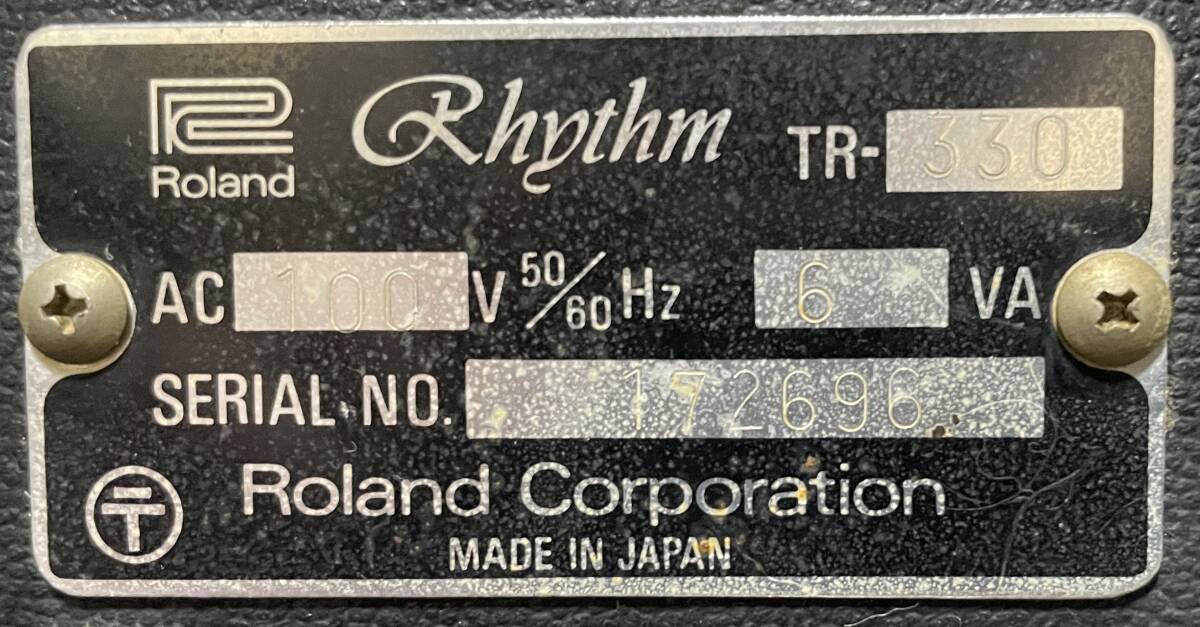 Roland Rhythm TR-330
AC 100 V 50/60 Hz 6 VA
SERIAL NO. 172696
〒 Roland Corporation
MADE IN JAPAN